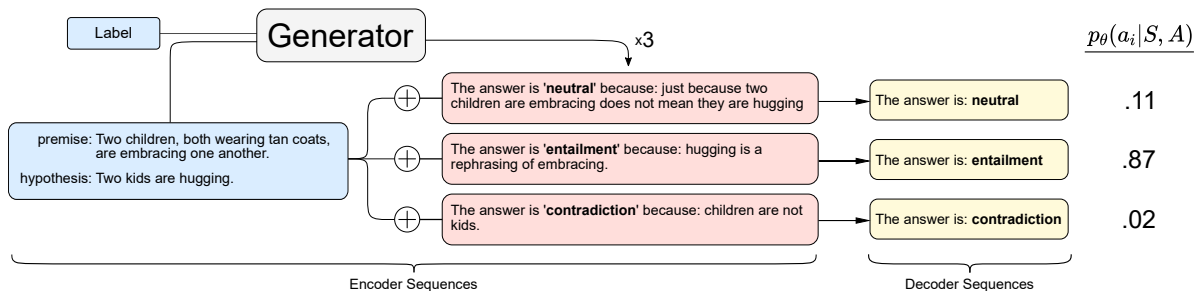 Label
Generator
x3
pθ(ai|S, A)
premise: Two children, both wearing tan coats,
are embracing one another.
hypothesis: Two kids are hugging.
The answer is 'neutral' because: just because two
children are embracing does not mean they are hugging
The answer is: neutral
.11
The answer is 'entailment' because: hugging is a
rephrasing of embracing.
The answer is: entailment
.87
The answer is 'contradiction' because: children are not
kids.
The answer is: contradiction
.02
Encoder Sequences
Decoder Sequences